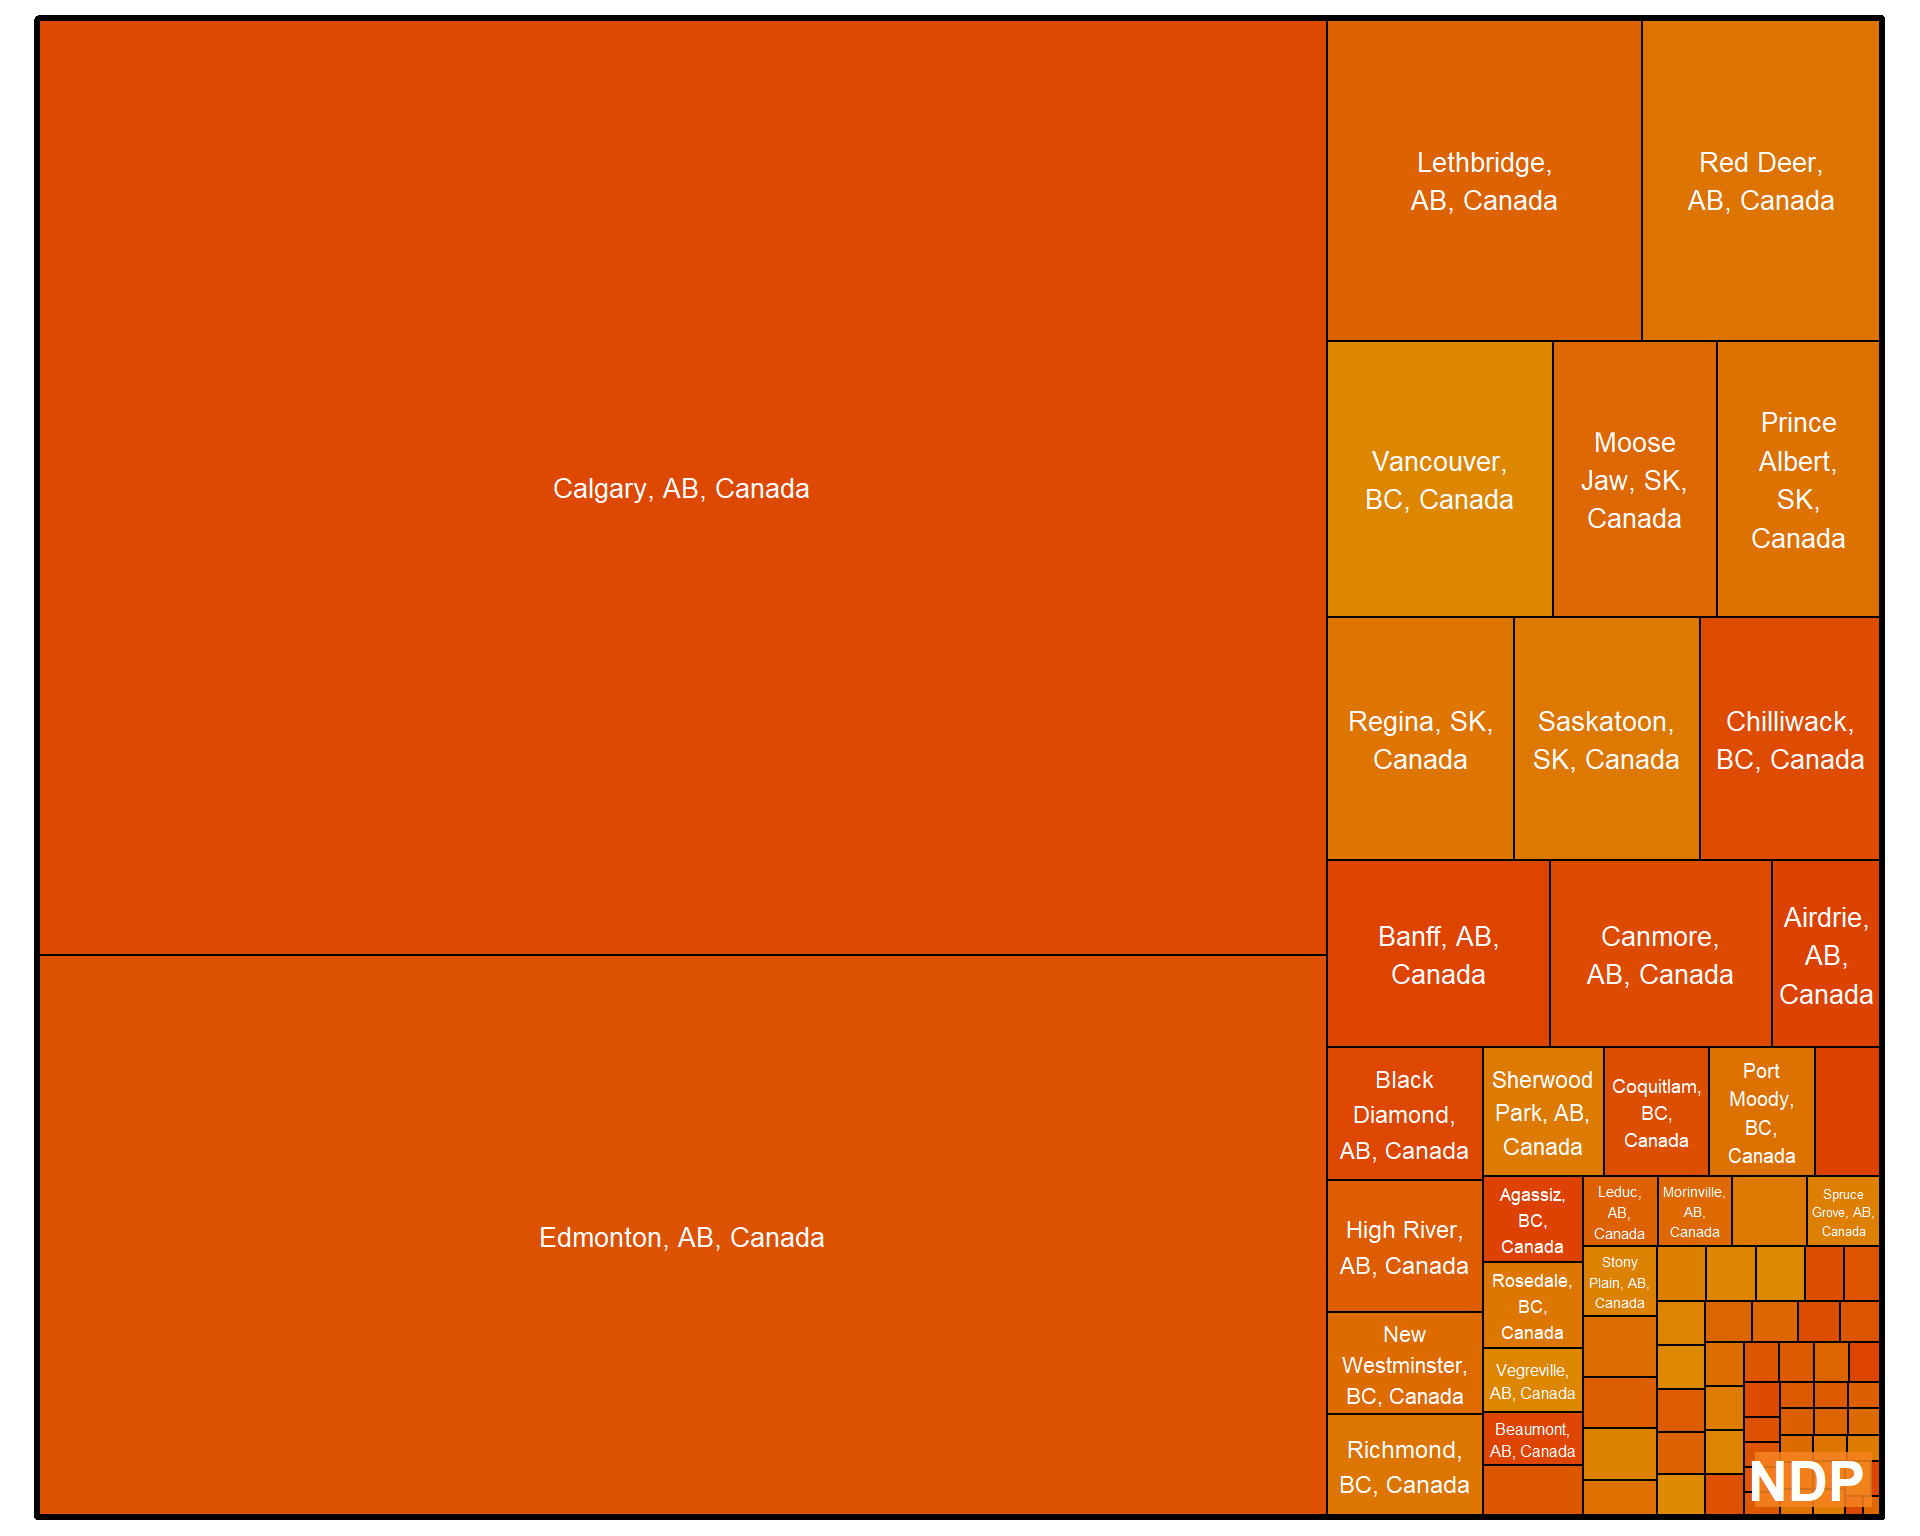 Calgary, AB, Canada
Edmonton, AB, Canada
Lethbridge,
AB, Canada
Red Deer,
AB, Canada
Vancouver,
BC, Canada
Moose
Jaw, SK,
Canada
Prince
Albert,
SK,
Canada
Regina, SK,
Canada
Saskatoon,
SK, Canada
Chilliwack,
BC, Canada
Banff, AB,
Canada
Canmore,
AB, Canada
Airdrie,
AB,
Canada
Black
Diamond,
AB, Canada
High River,
AB, Canada
New
Westminster,
BC, Canada
Richmond,
BC, Canada
Sherwood
Park, AB,
Canada
Coquitlam,
BC,
Canada
Port
Moody,
BC,
Canada
Agassiz,
BC,
Canada
Rosedale,
BC,
Canada
Vegreville,
AB, Canada
Beaumont,
AB, Canada
Leduc,
AB,
Canada
Morinville,
AB,
Canada
Spruce
Grove, AB,
Canada
Stony
Plain, AB,
Canada
NDP